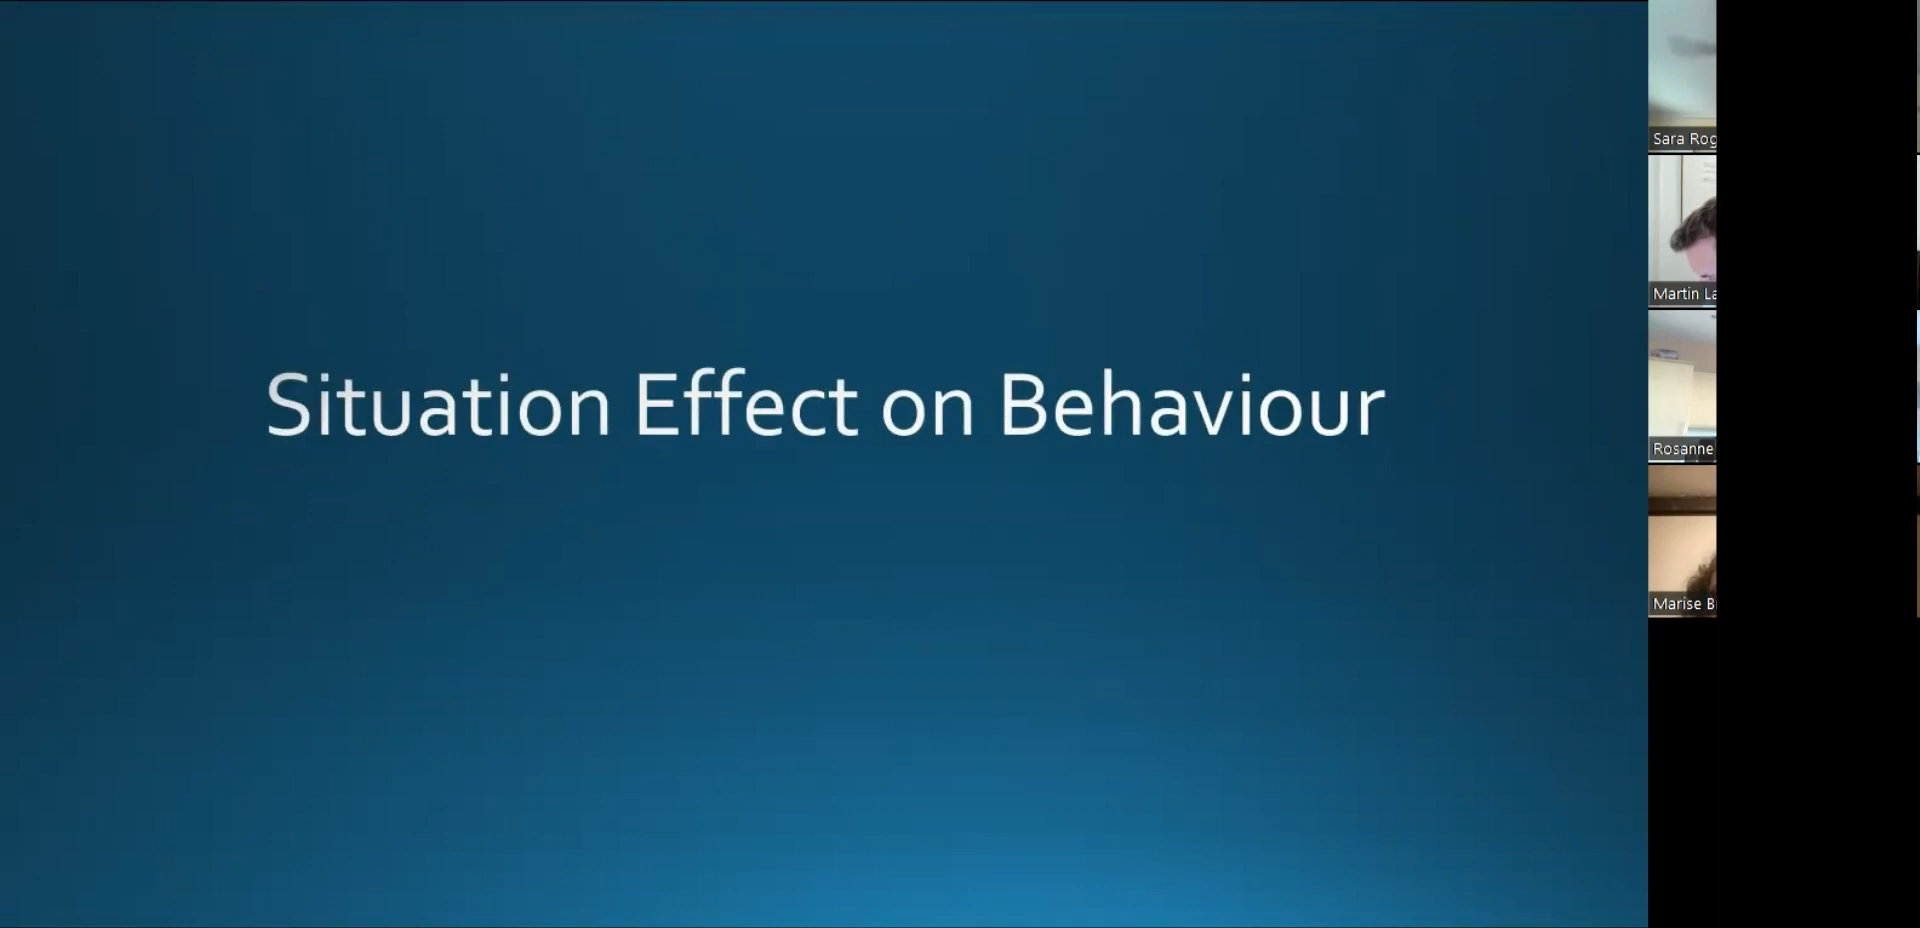 Situation Effect on Behaviour
Sara Rog
Martin La
Rosanne
Marise B